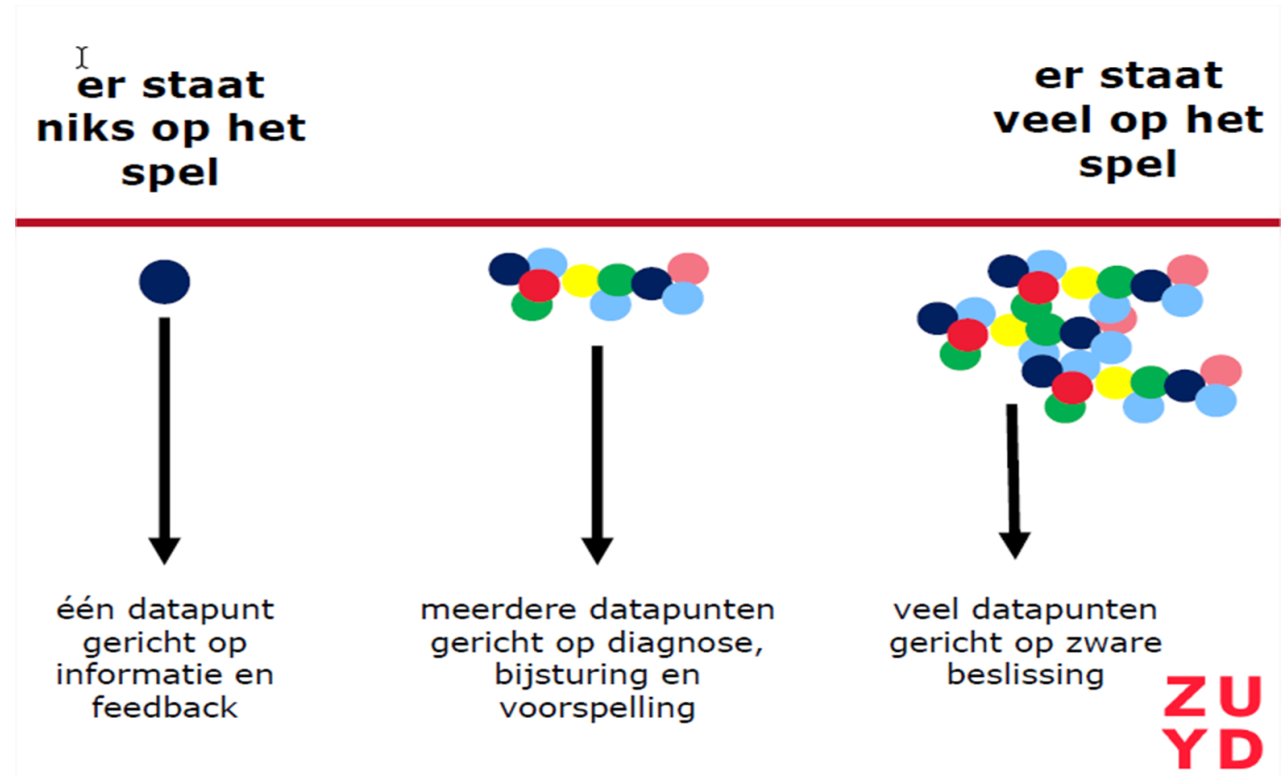 er staat
niks op het
spel
er staat
veel op het
spel
één datapunt
gericht op
informatie en
feedback
meerdere datapunten
gericht op diagnose,
bijsturing en
voorspelling
veel datapunten
gericht op zware
beslissing
ZU
YD